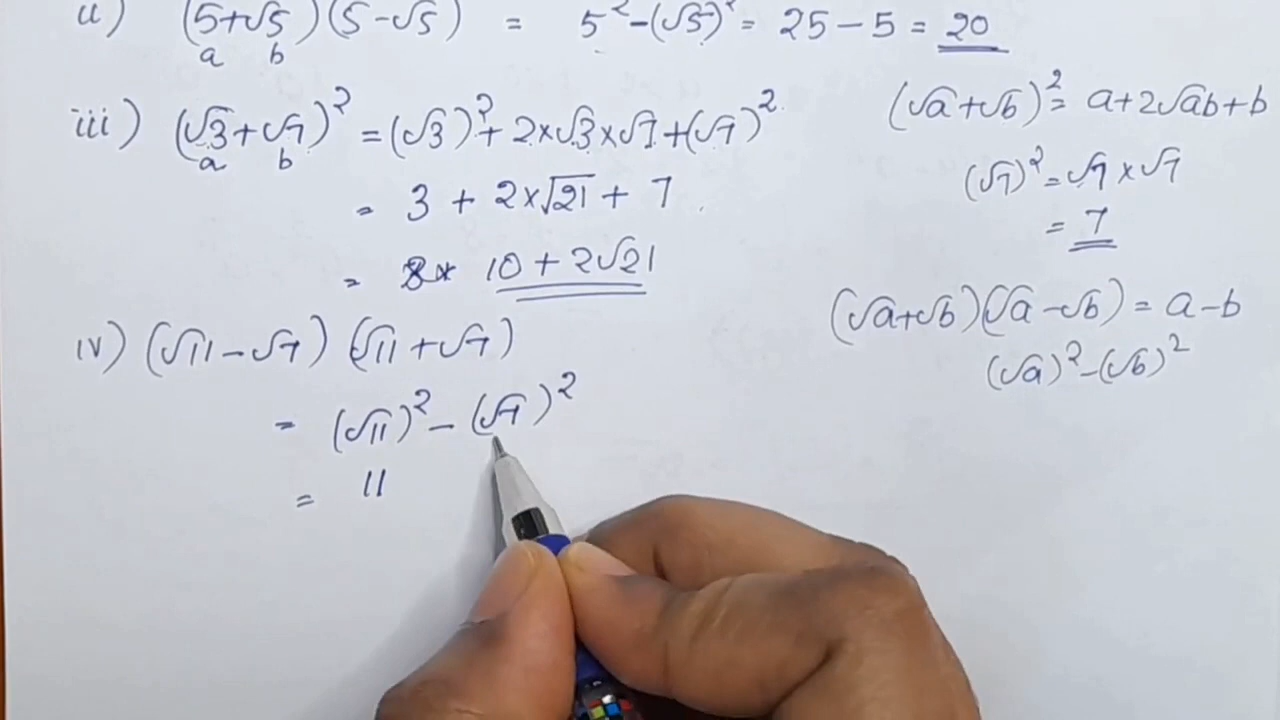 ii) (5+√5)(5-√5) = 5²-(√5)² = 25-5 = 20
a b
iii) (√3+√7)² = (√3)²+2×√3×√7+(√7)²
a b
= 3 + 2×√21 + 7
= 10 + 2√21
iv) (√11-√7)(√11+√7)
= (√11)²-(√7)²
= 11
(√a+√b)² = a+2√ab+b
(√7)² = √7×√7
= 7
(√a+√b)(√a-√b) = a-b
(√a)²-(√b)²